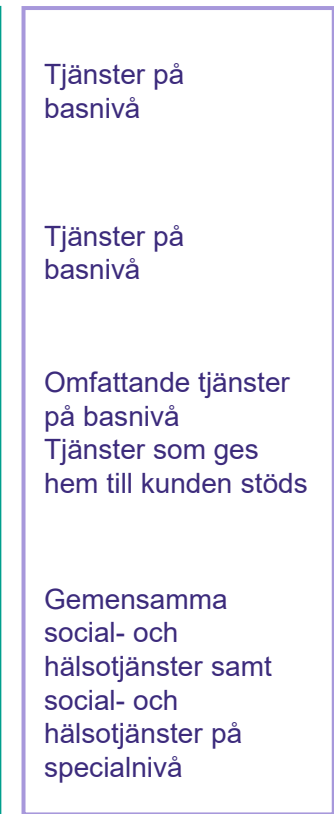 Tjänster på
basnivå
Tjänster på
basnivå
Omfattande tjänster
på basnivå
Tjänster som ges
hem till kunden stöds
Gemensamma
social- och
hälsotjänster samt
social- och
hälsotjänster på
specialnivå